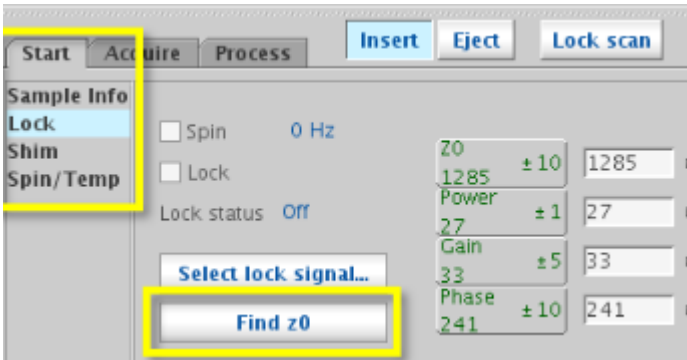 Start Acquire Process Insert Eject Lock scan
Sample Info
Lock
Shim
Spin/Temp
Spin 0 Hz
Lock
Lock status Off
Select lock signal...
Find z0
Z0
1285 ±10 1285
Power
27 ±1 27
Gain
33 ±5 33
Phase
241 ±10 241